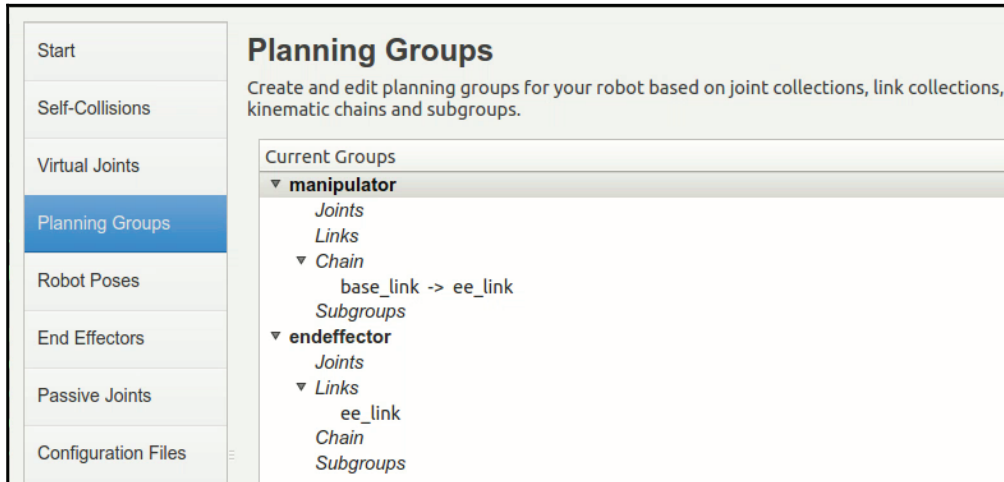 Start
Self-Collisions
Virtual Joints
Planning Groups
Robot Poses
End Effectors
Passive Joints
Configuration Files
Planning Groups
Create and edit planning groups for your robot based on joint collections, link collections,
kinematic chains and subgroups.
Current Groups
manipulator
Joints
Links
Chain
base_link -> ee_link
Subgroups
endeffector
Joints
Links
ee_link
Chain
Subgroups